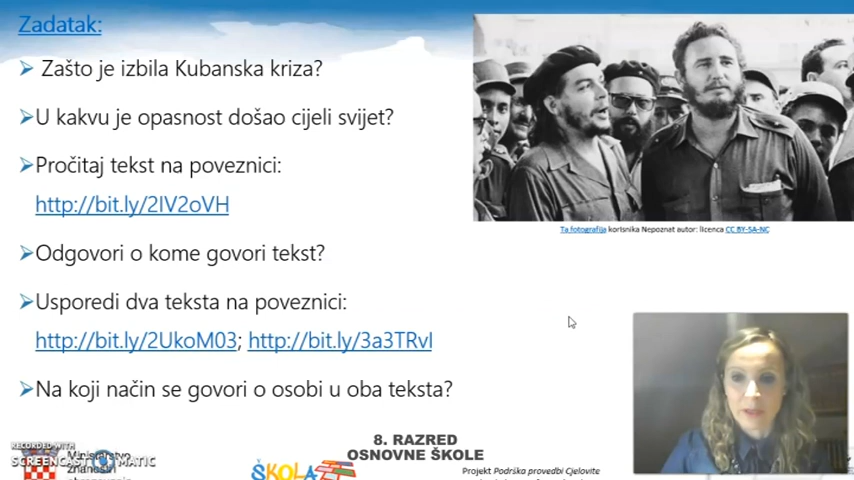 Zadatak:
Zašto je izbila Kubanska kriza?
U kakvu je opasnost došao cijeli svijet?
Pročitaj tekst na poveznici:
http://bit.ly/2IV2oVH
Odgovori o kome govori tekst?
Usporedi dva teksta na poveznici:
http://bit.ly/2UkoM03; http://bit.ly/3a3TRvl
Na koji način se govori o osobi u oba teksta?
Ta fotografija korisnika Nepoznat autor: licenca CC BY-SA-NC
RECORDED WITH
SCREENCAST MATIC
Ministarstvo
znanosti
ŠKOLA
8. RAZRED
OSNOVNE ŠKOLE
Projekt Podrška provedbi Cjelovite